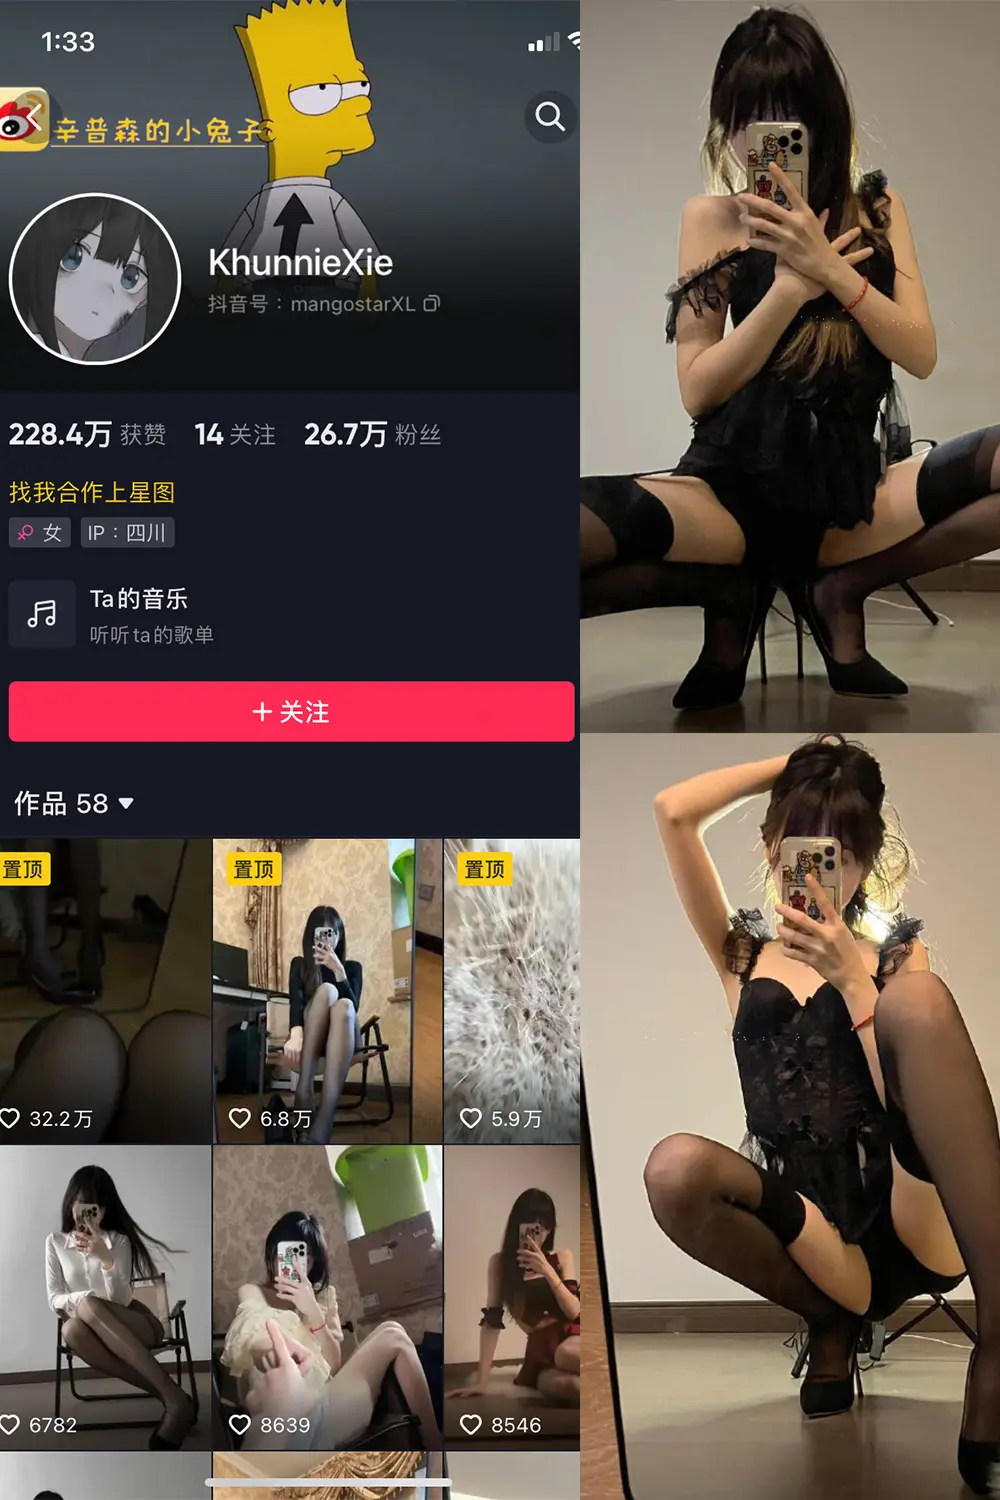 1:33
辛普森的小兔子
KhunnieXie
抖音号：mangostarXL
228.4万 获赞 14 关注 26.7万 粉丝
找我合作上星图
女 IP：四川
Ta的音乐
听听ta的歌单
+ 关注
作品 58
置顶 置顶 置顶
32.2万 6.8万 5.9万
6782 8639 8546